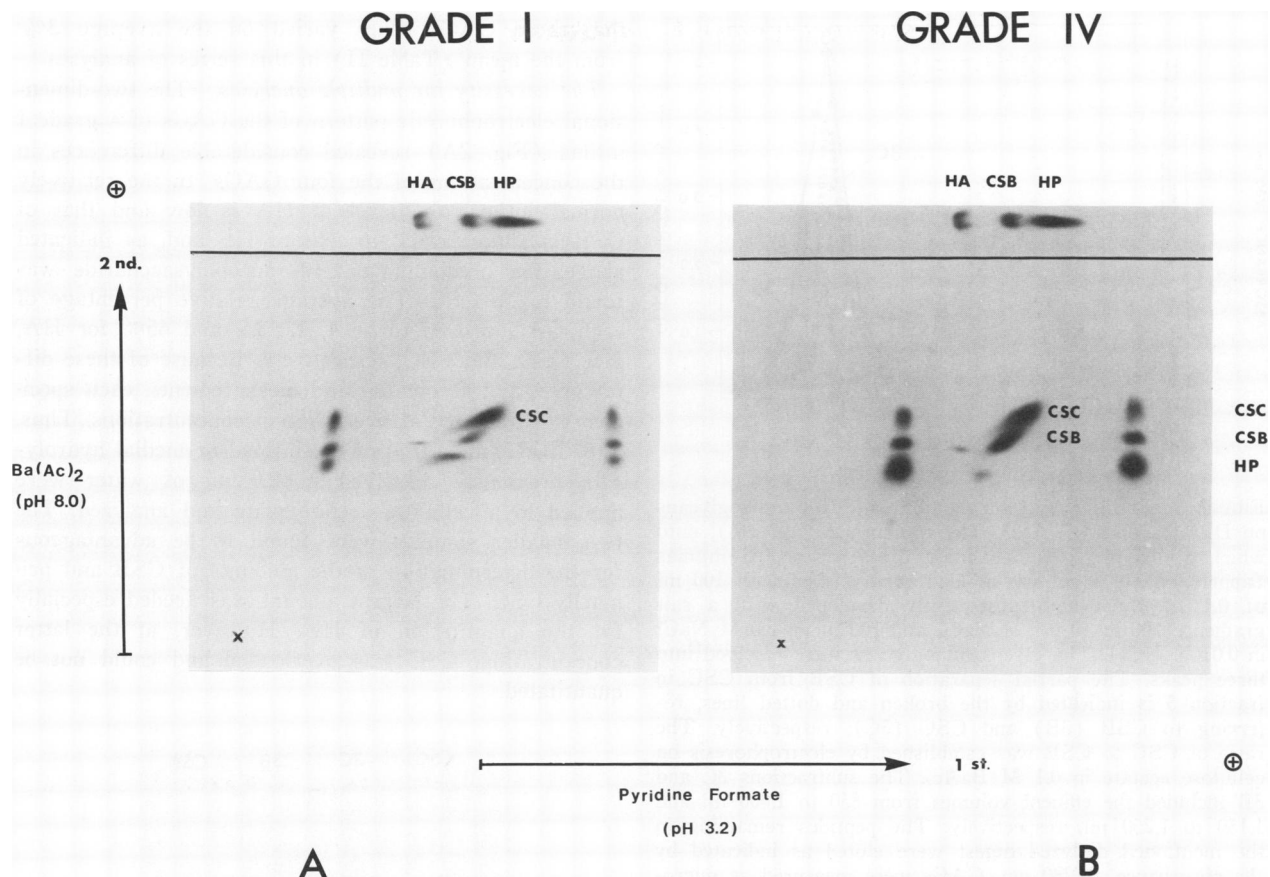 GRADE I
GRADE IV
⊕
HA CSB HP
HA CSB HP
2 nd.
CSC
CSC
CSB
CSC
CSB
HP
Ba(Ac)2
(pH 8.0)
x
x
1 st.
⊕
Pyridine Formate
(pH 3.2)
A
B